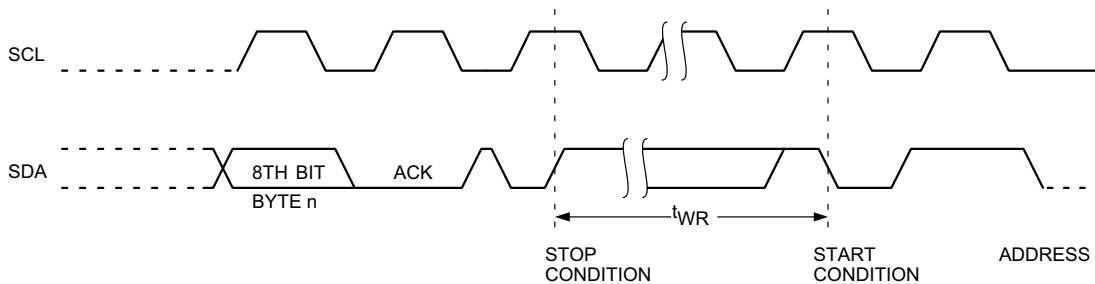 SCL
SDA
8TH BIT
ACK
BYTE n
tWR
STOP
CONDITION
START
CONDITION
ADDRESS